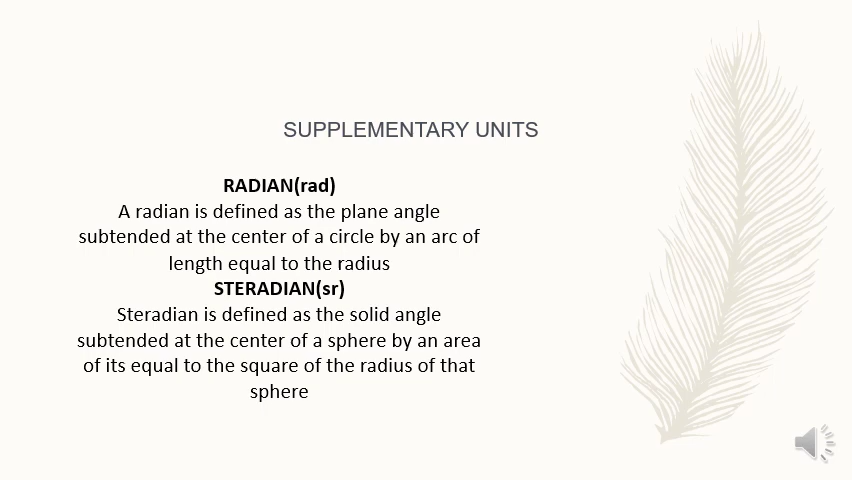 SUPPLEMENTARY UNITS
RADIAN(rad)
A radian is defined as the plane angle
subtended at the center of a circle by an arc of
length equal to the radius
STERADIAN(sr)
Steradian is defined as the solid angle
subtended at the center of a sphere by an area
of its equal to the square of the radius of that
sphere